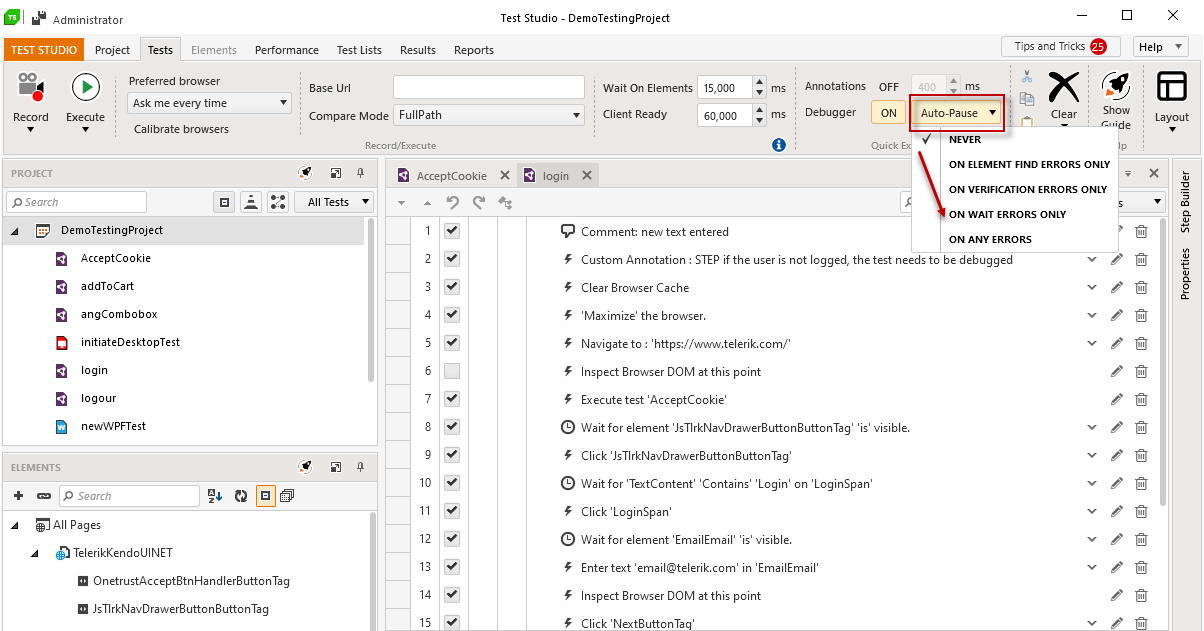 TS Administrator
Test Studio - DemoTestingProject
TEST STUDIO Project Tests Elements Performance Test Lists Results Reports
Tips and Tricks 25 Help
Record
Execute
Preferred browser
Ask me every time
Calibrate browsers
Base Url
Compare Mode FullPath
Wait On Elements 15,000 ms
Client Ready 60,000 ms
Record/Execute
Annotations OFF 400 ms
Debugger ON Auto-Pause
Quick Ex
Clear
Show
Guide
lp
Layout
NEVER
ON ELEMENT FIND ERRORS ONLY
ON VERIFICATION ERRORS ONLY
ON WAIT ERRORS ONLY
ON ANY ERRORS
PROJECT
Search
All Tests
DemoTestingProject
AcceptCookie
addToCart
angCombobox
initiateDesktopTest
login
logour
newWPFTest
ELEMENTS
Search
All Pages
TelerikKendoUINET
OnetrustAcceptBtnHandlerButtonTag
JsTlrkNavDrawerButtonButtonTag
AcceptCookie login
s
1 Comment: new text entered
2 Custom Annotation : STEP if the user is not logged, the test needs to be debugged
3 Clear Browser Cache
4 'Maximize' the browser.
5 Navigate to : 'https://www.telerik.com/'
6 Inspect Browser DOM at this point
7 Execute test 'AcceptCookie'
8 Wait for element 'JsTlrkNavDrawerButtonButtonTag' 'is' visible.
9 Click 'JsTlrkNavDrawerButtonButtonTag'
10 Wait for 'TextContent' 'Contains' 'Login' on 'LoginSpan'
11 Click 'LoginSpan'
12 Wait for element 'EmailEmail' 'is' visible.
13 Enter text 'email@telerik.com' in 'EmailEmail'
14 Inspect Browser DOM at this point
15 Click 'NextButtonTag'
Step Builder
Properties